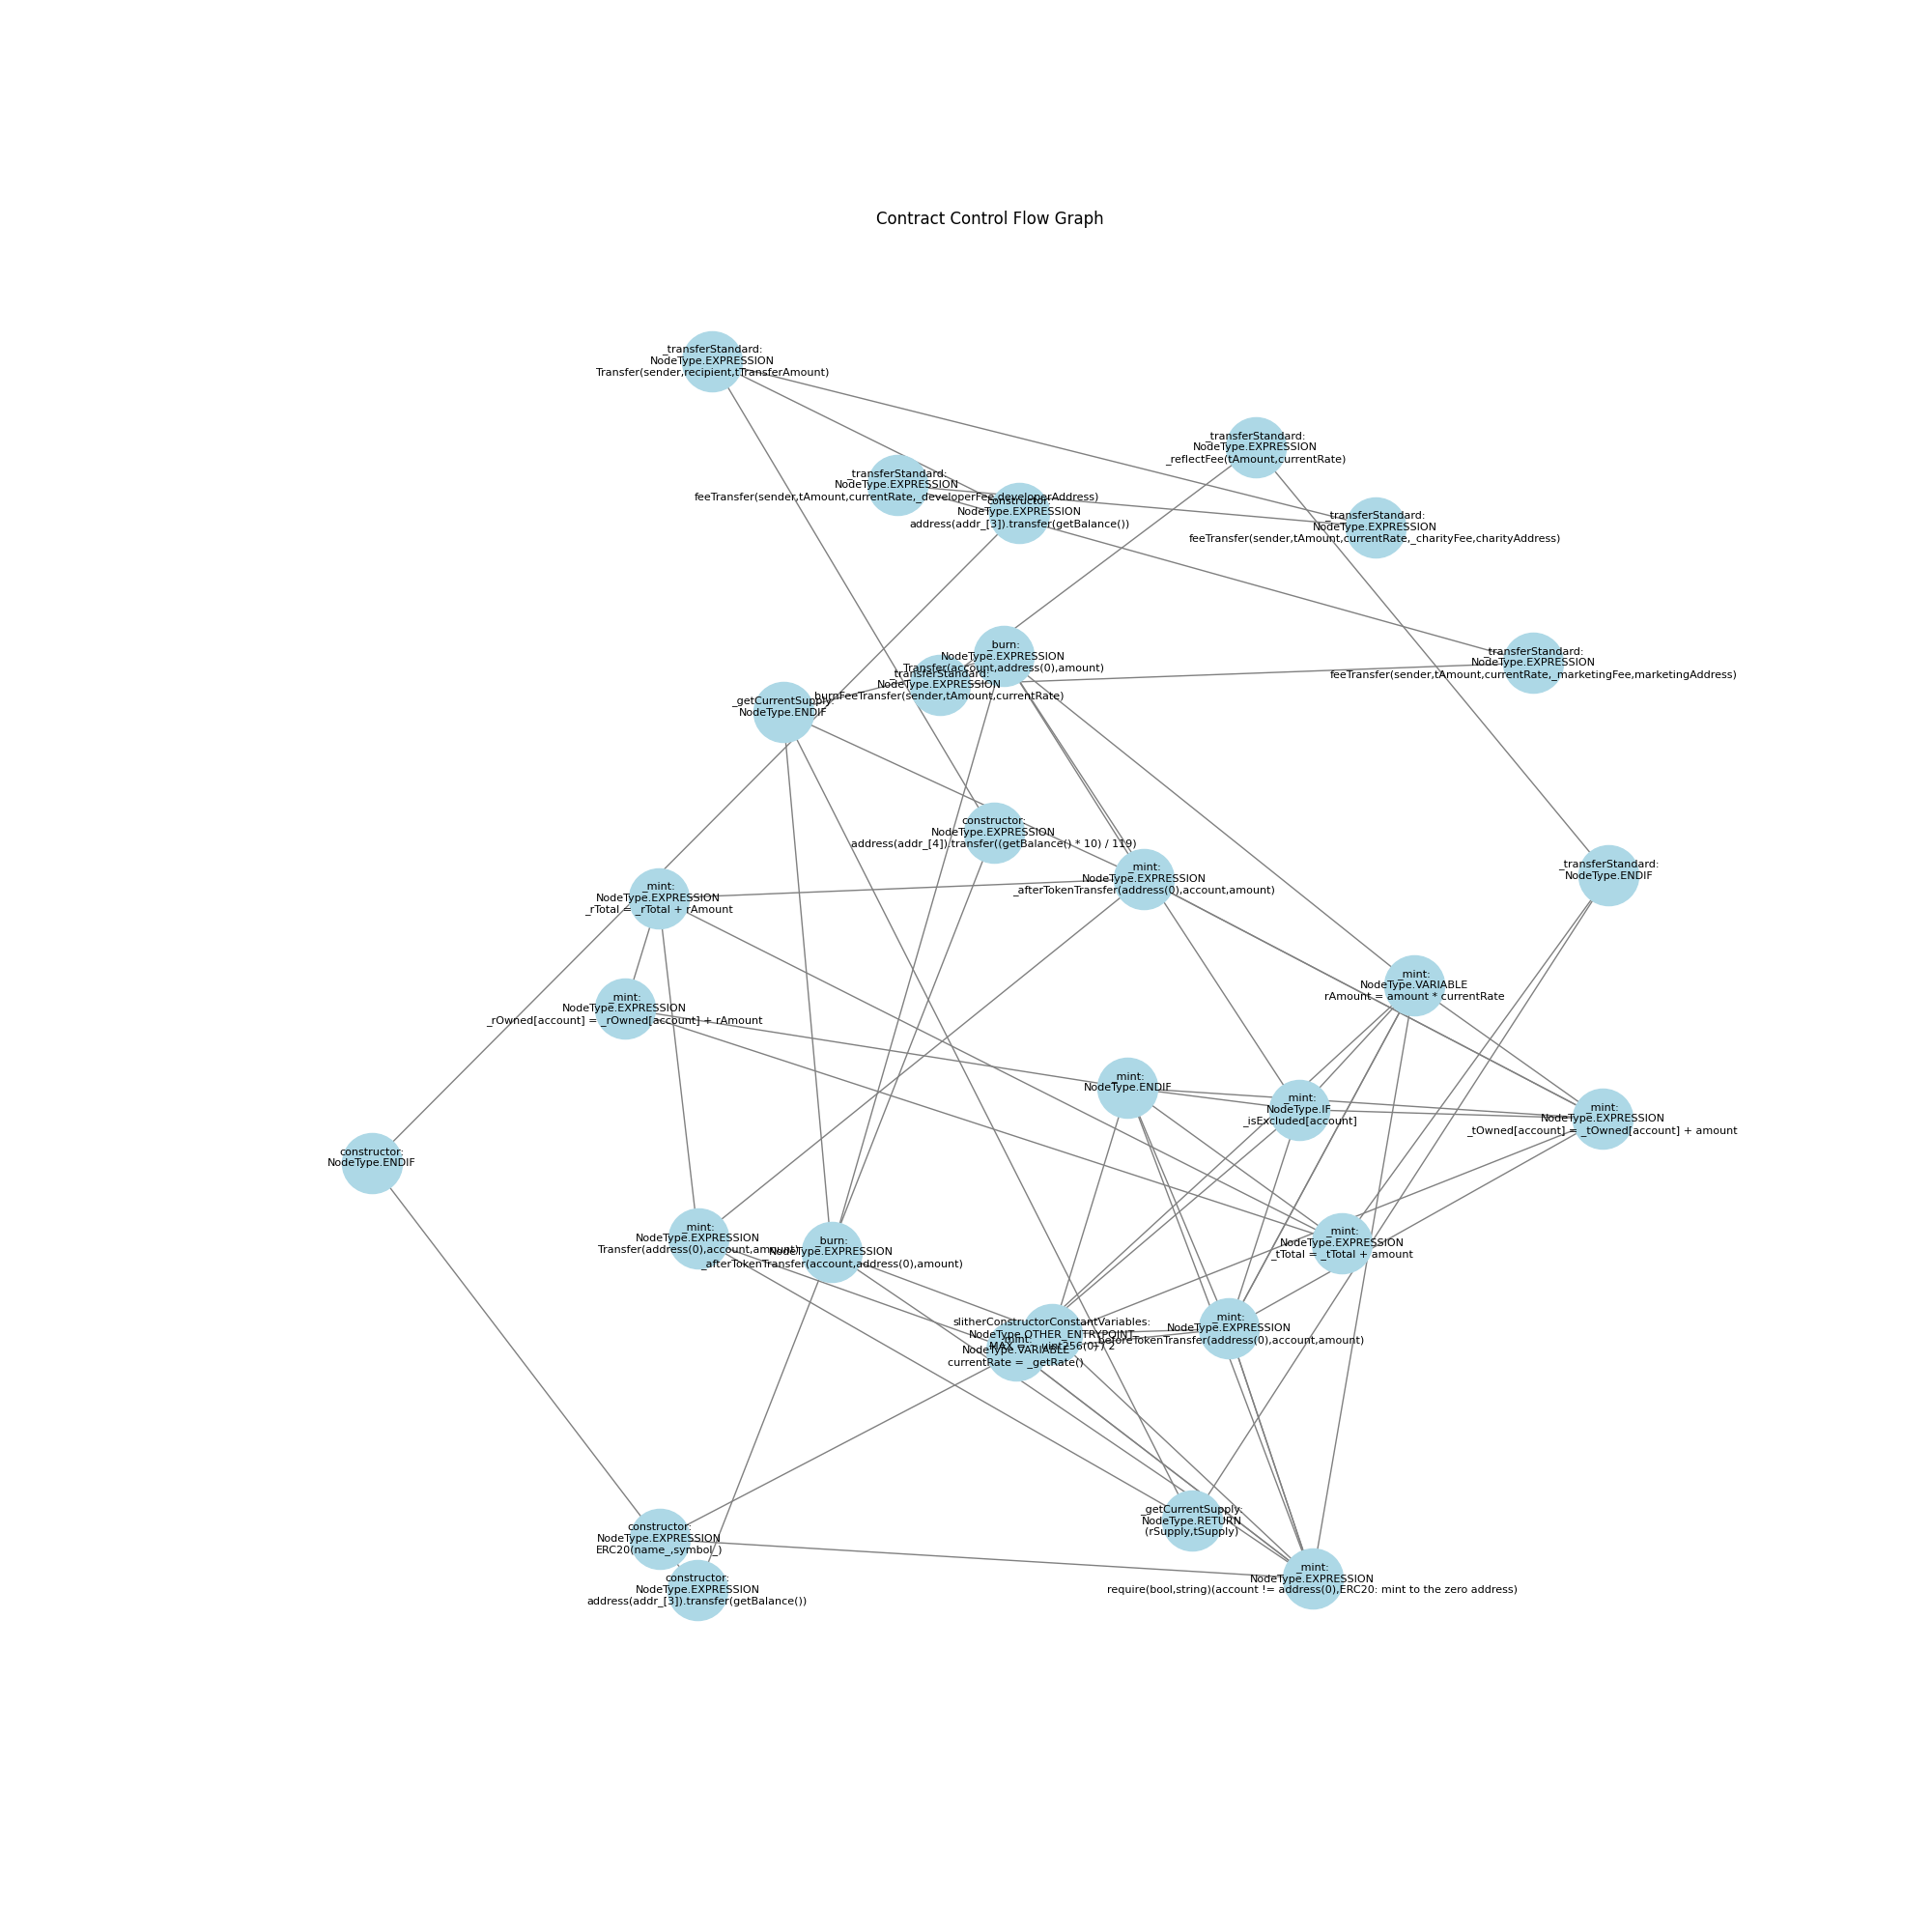 Contract Control Flow Graph
_transferStandard:
NodeType.EXPRESSION
Transfer(sender,recipient,tTransferAmount)
_transferStandard:
NodeType.EXPRESSION
_reflectFee(tAmount,currentRate)
_transferStandard:
NodeType.EXPRESSION
feeTransfer(sender,tAmount,currentRate,_developerFee,developerAddress)
constructor:
NodeType.EXPRESSION
address(addr_[3]).transfer(getBalance())
_transferStandard:
NodeType.EXPRESSION
feeTransfer(sender,tAmount,currentRate,_charityFee,charityAddress)
_burn:
NodeType.EXPRESSION
Transfer(account,address(0),amount)
_transferStandard:
NodeType.EXPRESSION
feeTransfer(sender,tAmount,currentRate,_marketingFee,marketingAddress)
_transferStandard:
NodeType.EXPRESSION
burnFeeTransfer(sender,tAmount,currentRate)
_getCurrentSupply:
NodeType.ENDIF
constructor:
NodeType.EXPRESSION
address(addr_[4]).transfer((getBalance() * 10) / 119)
_mint:
NodeType.EXPRESSION
_afterTokenTransfer(address(0),account,amount)
_transferStandard:
NodeType.ENDIF
_mint:
NodeType.EXPRESSION
_rTotal = _rTotal + rAmount
_mint:
NodeType.VARIABLE
rAmount = amount * currentRate
_mint:
NodeType.EXPRESSION
_rOwned[account] = _rOwned[account] + rAmount
_mint:
NodeType.ENDIF
_mint:
NodeType.IF
_isExcluded[account]
_mint:
NodeType.EXPRESSION
_tOwned[account] = _tOwned[account] + amount
constructor:
NodeType.ENDIF
_mint:
NodeType.EXPRESSION
Transfer(address(0),account,amount)
_burn:
NodeType.EXPRESSION
_afterTokenTransfer(account,address(0),amount)
_mint:
NodeType.EXPRESSION
_tTotal = _tTotal + amount
slitherConstructorConstantVariables:
NodeType.OTHER_ENTRYPOINT
MAX = ~ uint256(0) / 2
_mint:
NodeType.EXPRESSION
_beforeTokenTransfer(address(0),account,amount)
_mint:
NodeType.VARIABLE
currentRate = _getRate()
_getCurrentSupply:
NodeType.RETURN
(rSupply,tSupply)
constructor:
NodeType.EXPRESSION
ERC20(name_,symbol_)
constructor:
NodeType.EXPRESSION
address(addr_[3]).transfer(getBalance())
_mint:
NodeType.EXPRESSION
require(bool,string)(account != address(0),ERC20: mint to the zero address)